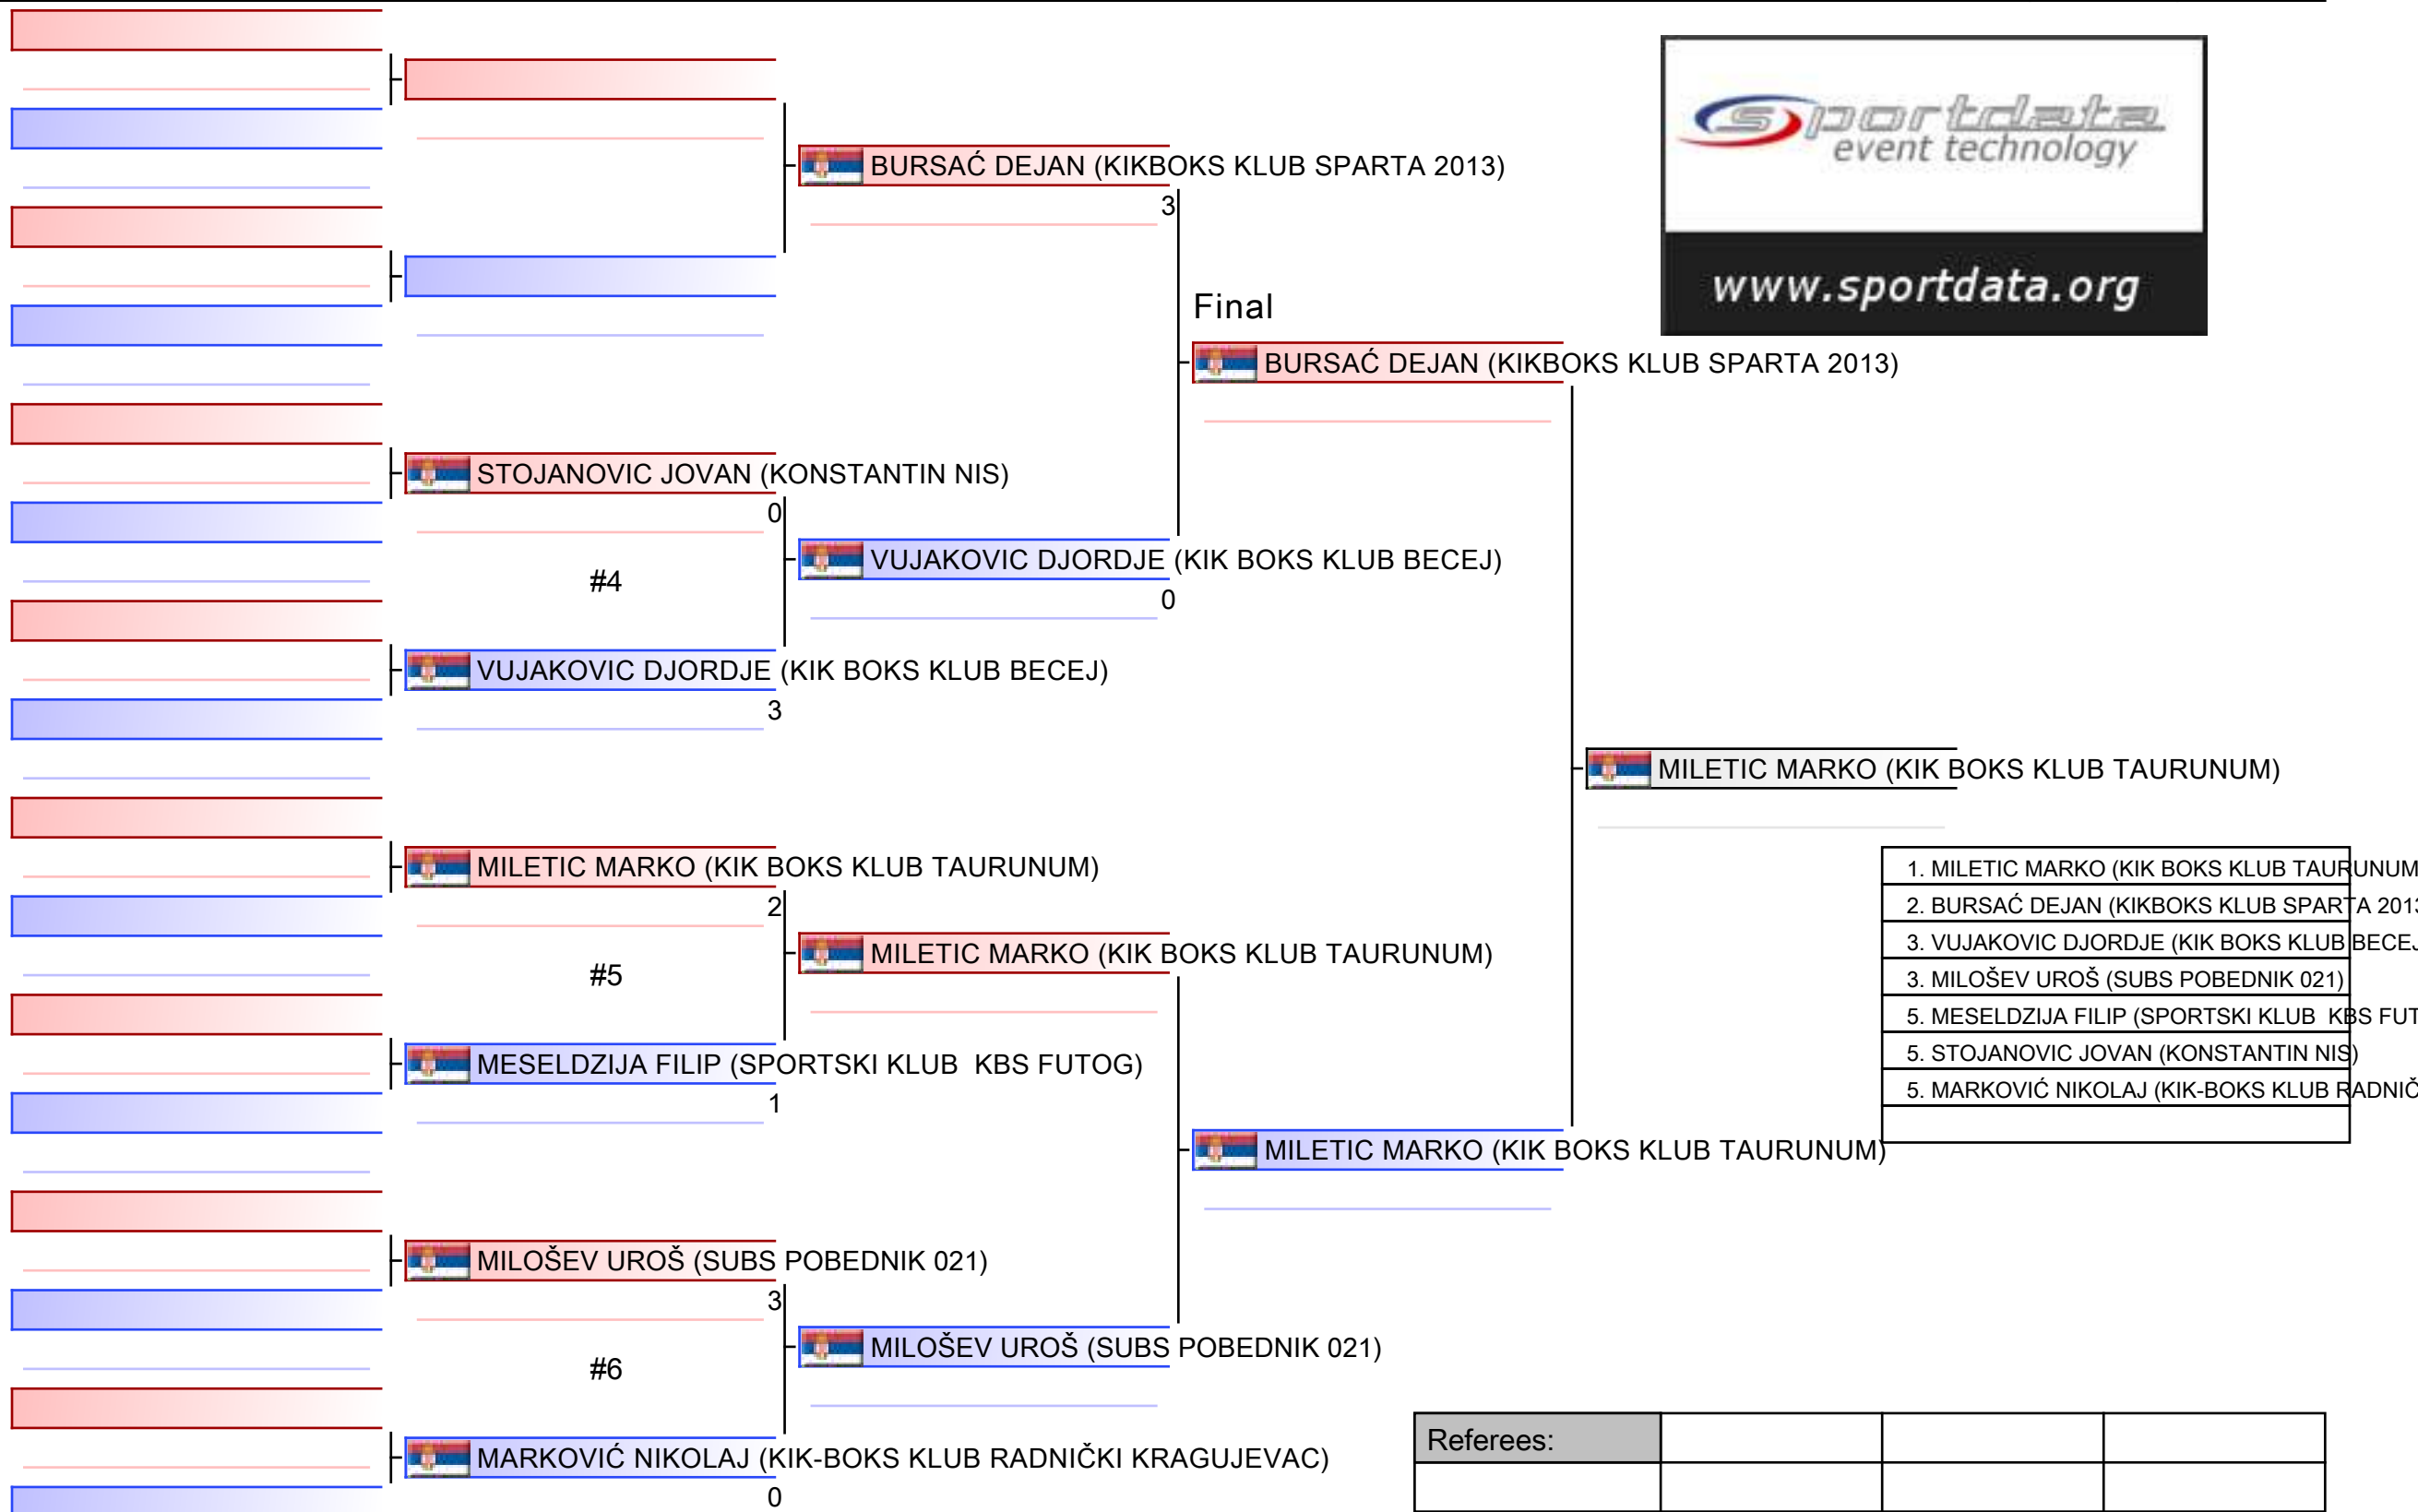 sportdata
event technology
www.sportdata.org
BURSAĆ DEJAN (KIKBOKS KLUB SPARTA 2013)
3
Final
BURSAĆ DEJAN (KIKBOKS KLUB SPARTA 2013)
STOJANOVIC JOVAN (KONSTANTIN NIS)
0
#4
VUJAKOVIC DJORDJE (KIK BOKS KLUB BECEJ)
0
VUJAKOVIC DJORDJE (KIK BOKS KLUB BECEJ)
3
MILETIC MARKO (KIK BOKS KLUB TAURUNUM)
MILETIC MARKO (KIK BOKS KLUB TAURUNUM)
2
#5
MILETIC MARKO (KIK BOKS KLUB TAURUNUM)
MESELDZIJA FILIP (SPORTSKI KLUB  KBS FUTOG)
1
MILETIC MARKO (KIK BOKS KLUB TAURUNUM)
1. MILETIC MARKO (KIK BOKS KLUB TAURUNUM
2. BURSAĆ DEJAN (KIKBOKS KLUB SPARTA 2013
3. VUJAKOVIC DJORDJE (KIK BOKS KLUB BECEJ
3. MILOŠEV UROŠ (SUBS POBEDNIK 021)
5. MESELDZIJA FILIP (SPORTSKI KLUB  KBS FUT
5. STOJANOVIC JOVAN (KONSTANTIN NIS)
5. MARKOVIĆ NIKOLAJ (KIK-BOKS KLUB RADNIČ
MILOŠEV UROŠ (SUBS POBEDNIK 021)
3
#6
MILOŠEV UROŠ (SUBS POBEDNIK 021)
MARKOVIĆ NIKOLAJ (KIK-BOKS KLUB RADNIČKI KRAGUJEVAC)
0
Referees: